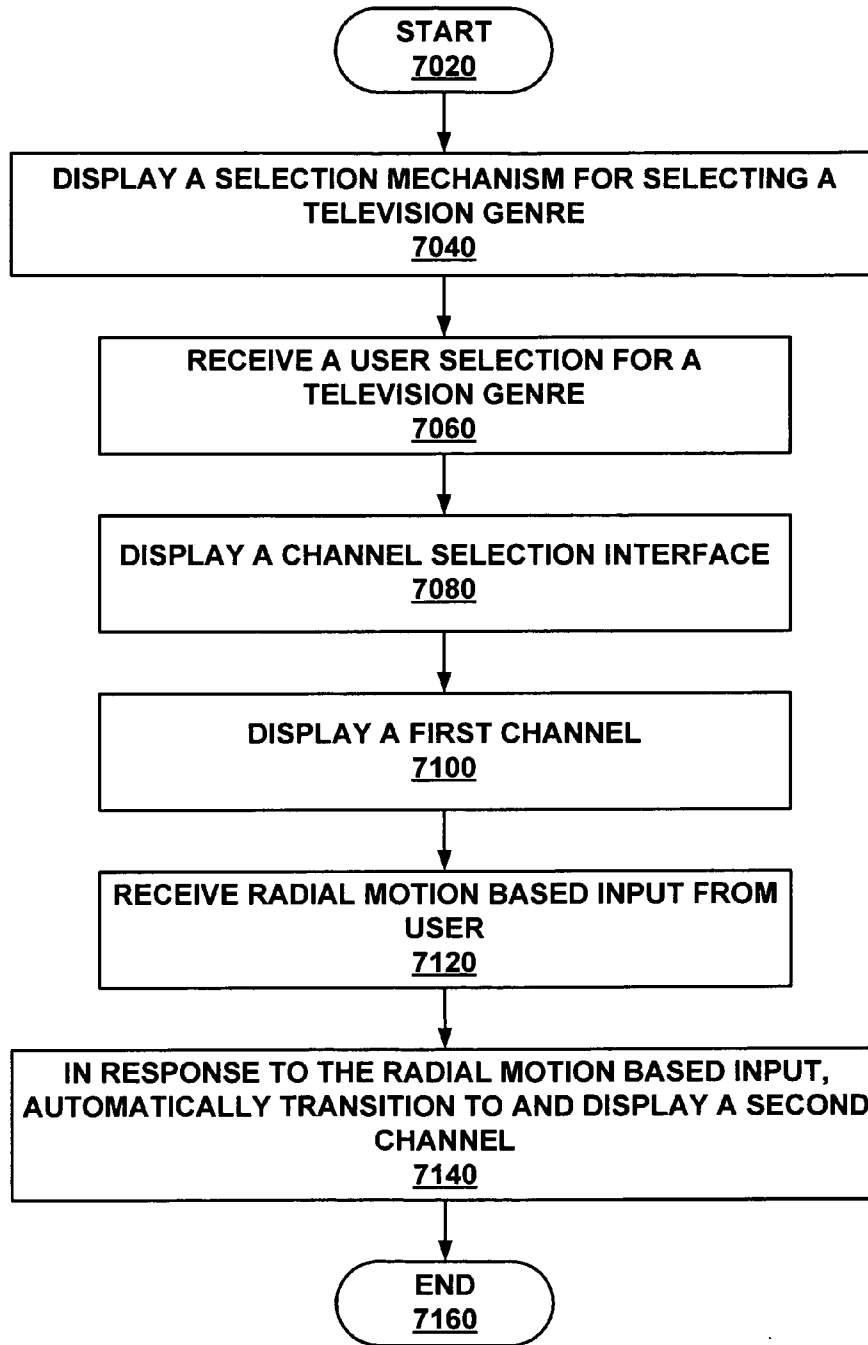 START
7020
DISPLAY A SELECTION MECHANISM FOR SELECTING A
TELEVISION GENRE
7040
RECEIVE A USER SELECTION FOR A
TELEVISION GENRE
7060
DISPLAY A CHANNEL SELECTION INTERFACE
7080
DISPLAY A FIRST CHANNEL
7100
RECEIVE RADIAL MOTION BASED INPUT FROM
USER
7120
IN RESPONSE TO THE RADIAL MOTION BASED INPUT,
AUTOMATICALLY TRANSITION TO AND DISPLAY A SECOND
CHANNEL
7140
END
7160